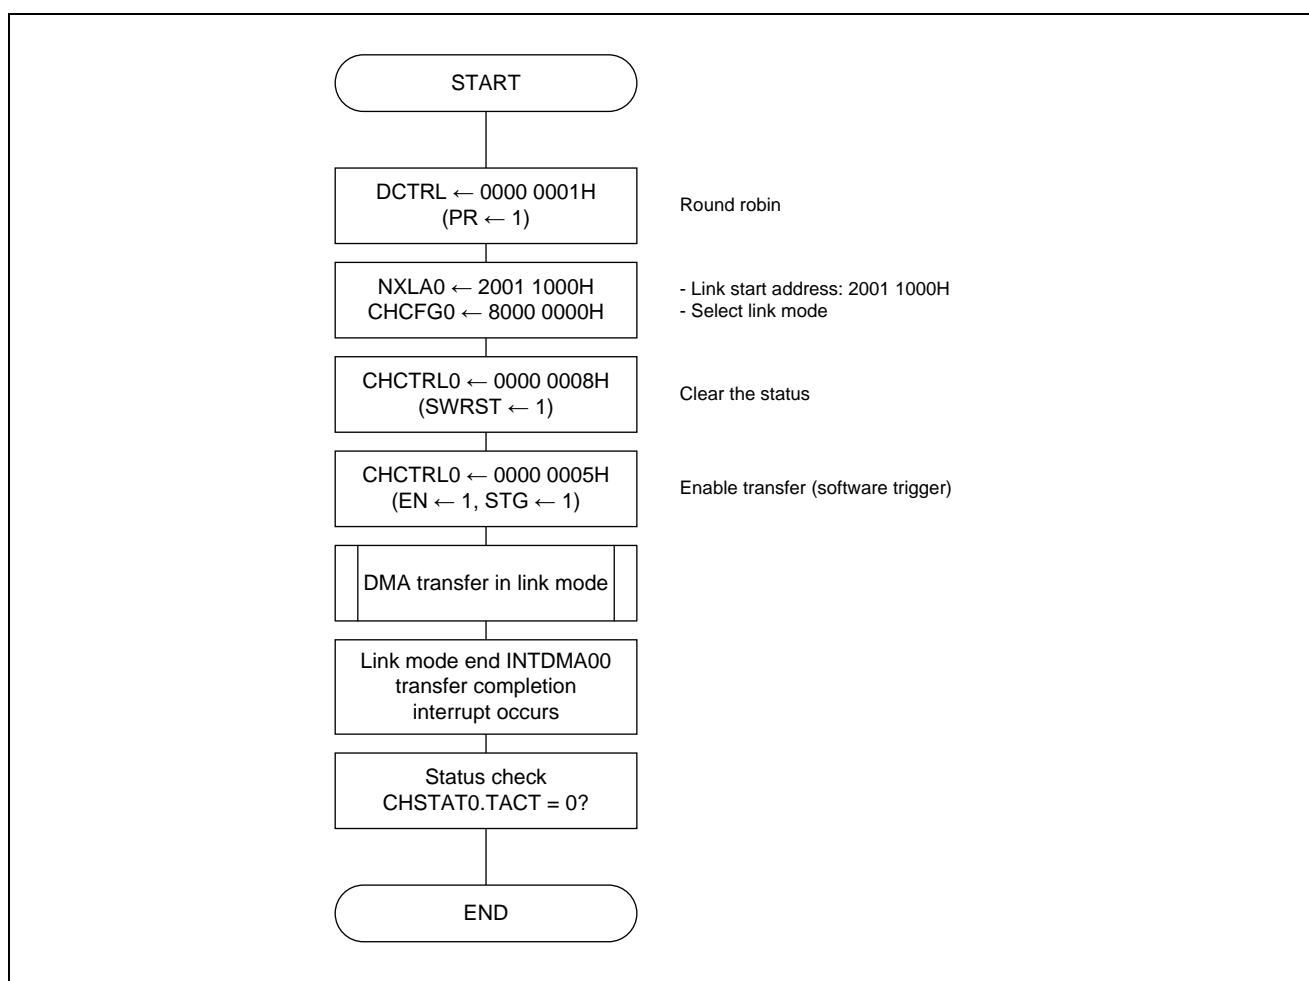 START
DCTRL ← 0000 0001H
(PR ← 1)
Round robin
NXLA0 ← 2001 1000H
CHCFG0 ← 8000 0000H
- Link start address: 2001 1000H
- Select link mode
CHCTRL0 ← 0000 0008H
(SWRST ← 1)
Clear the status
CHCTRL0 ← 0000 0005H
(EN ← 1, STG ← 1)
Enable transfer (software trigger)
DMA transfer in link mode
Link mode end INTDMA00
transfer completion
interrupt occurs
Status check
CHSTAT0.TACT = 0?
END